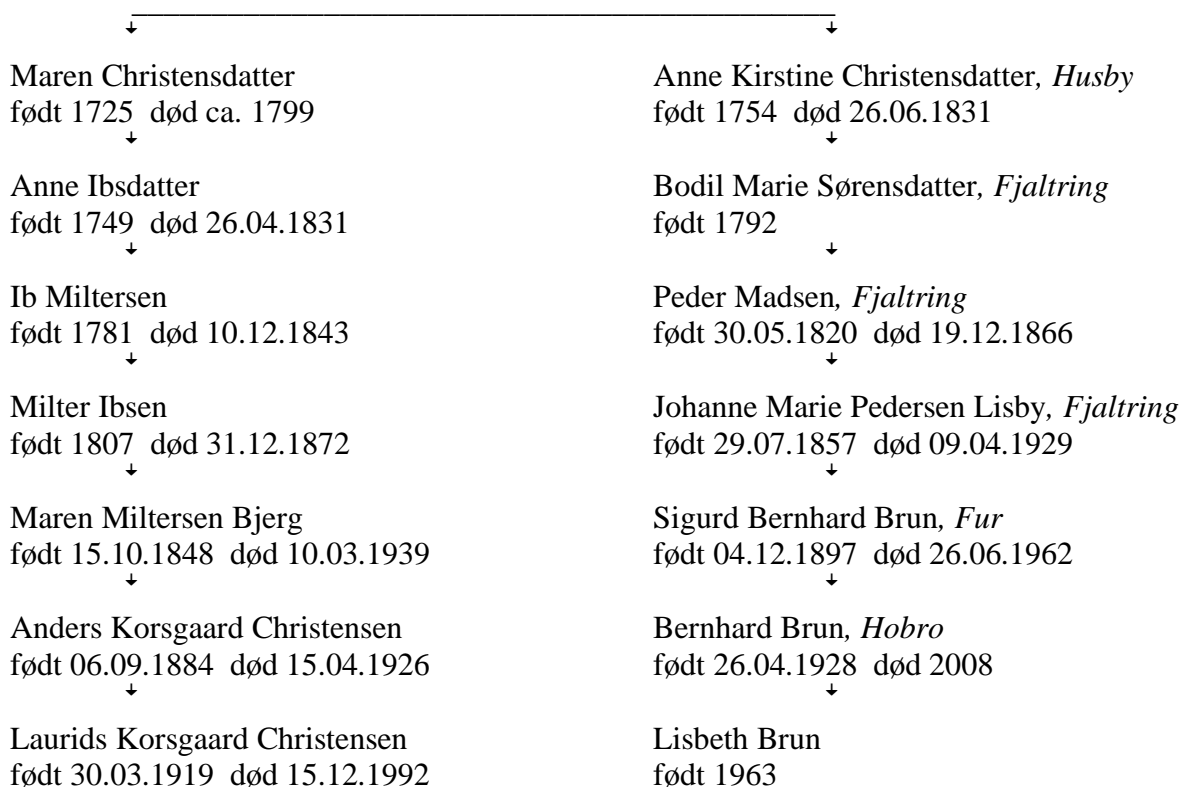 Maren Christensdatter
født 1725  død ca. 1799
Anne Ibsdatter
født 1749  død 26.04.1831
Ib Miltersen
født 1781  død 10.12.1843
Milter Ibsen
født 1807  død 31.12.1872
Maren Miltersen Bjerg
født 15.10.1848  død 10.03.1939
Anders Korsgaard Christensen
født 06.09.1884  død 15.04.1926
Laurids Korsgaard Christensen
født 30.03.1919  død 15.12.1992
Anne Kirstine Christensdatter, Husby
født 1754  død 26.06.1831
Bodil Marie Sørensdatter, Fjaltring
født 1792
Peder Madsen, Fjaltring
født 30.05.1820  død 19.12.1866
Johanne Marie Pedersen Lisby, Fjaltring
født 29.07.1857  død 09.04.1929
Sigurd Bernhard Brun, Fur
født 04.12.1897  død 26.06.1962
Bernhard Brun, Hobro
født 26.04.1928  død 2008
Lisbeth Brun
født 1963